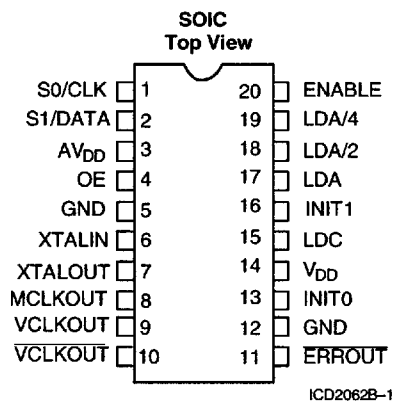 SOIC
Top View
S0/CLK 1 20 ENABLE
S1/DATA 2 19 LDA/4
AVDD 3 18 LDA/2
OE 4 17 LDA
GND 5 16 INIT1
XTALIN 6 15 LDC
XTALOUT 7 14 VDD
MCLKOUT 8 13 INIT0
VCLKOUT 9 12 GND
VCLKOUT 10 11 ERROUT
ICD2062B–1